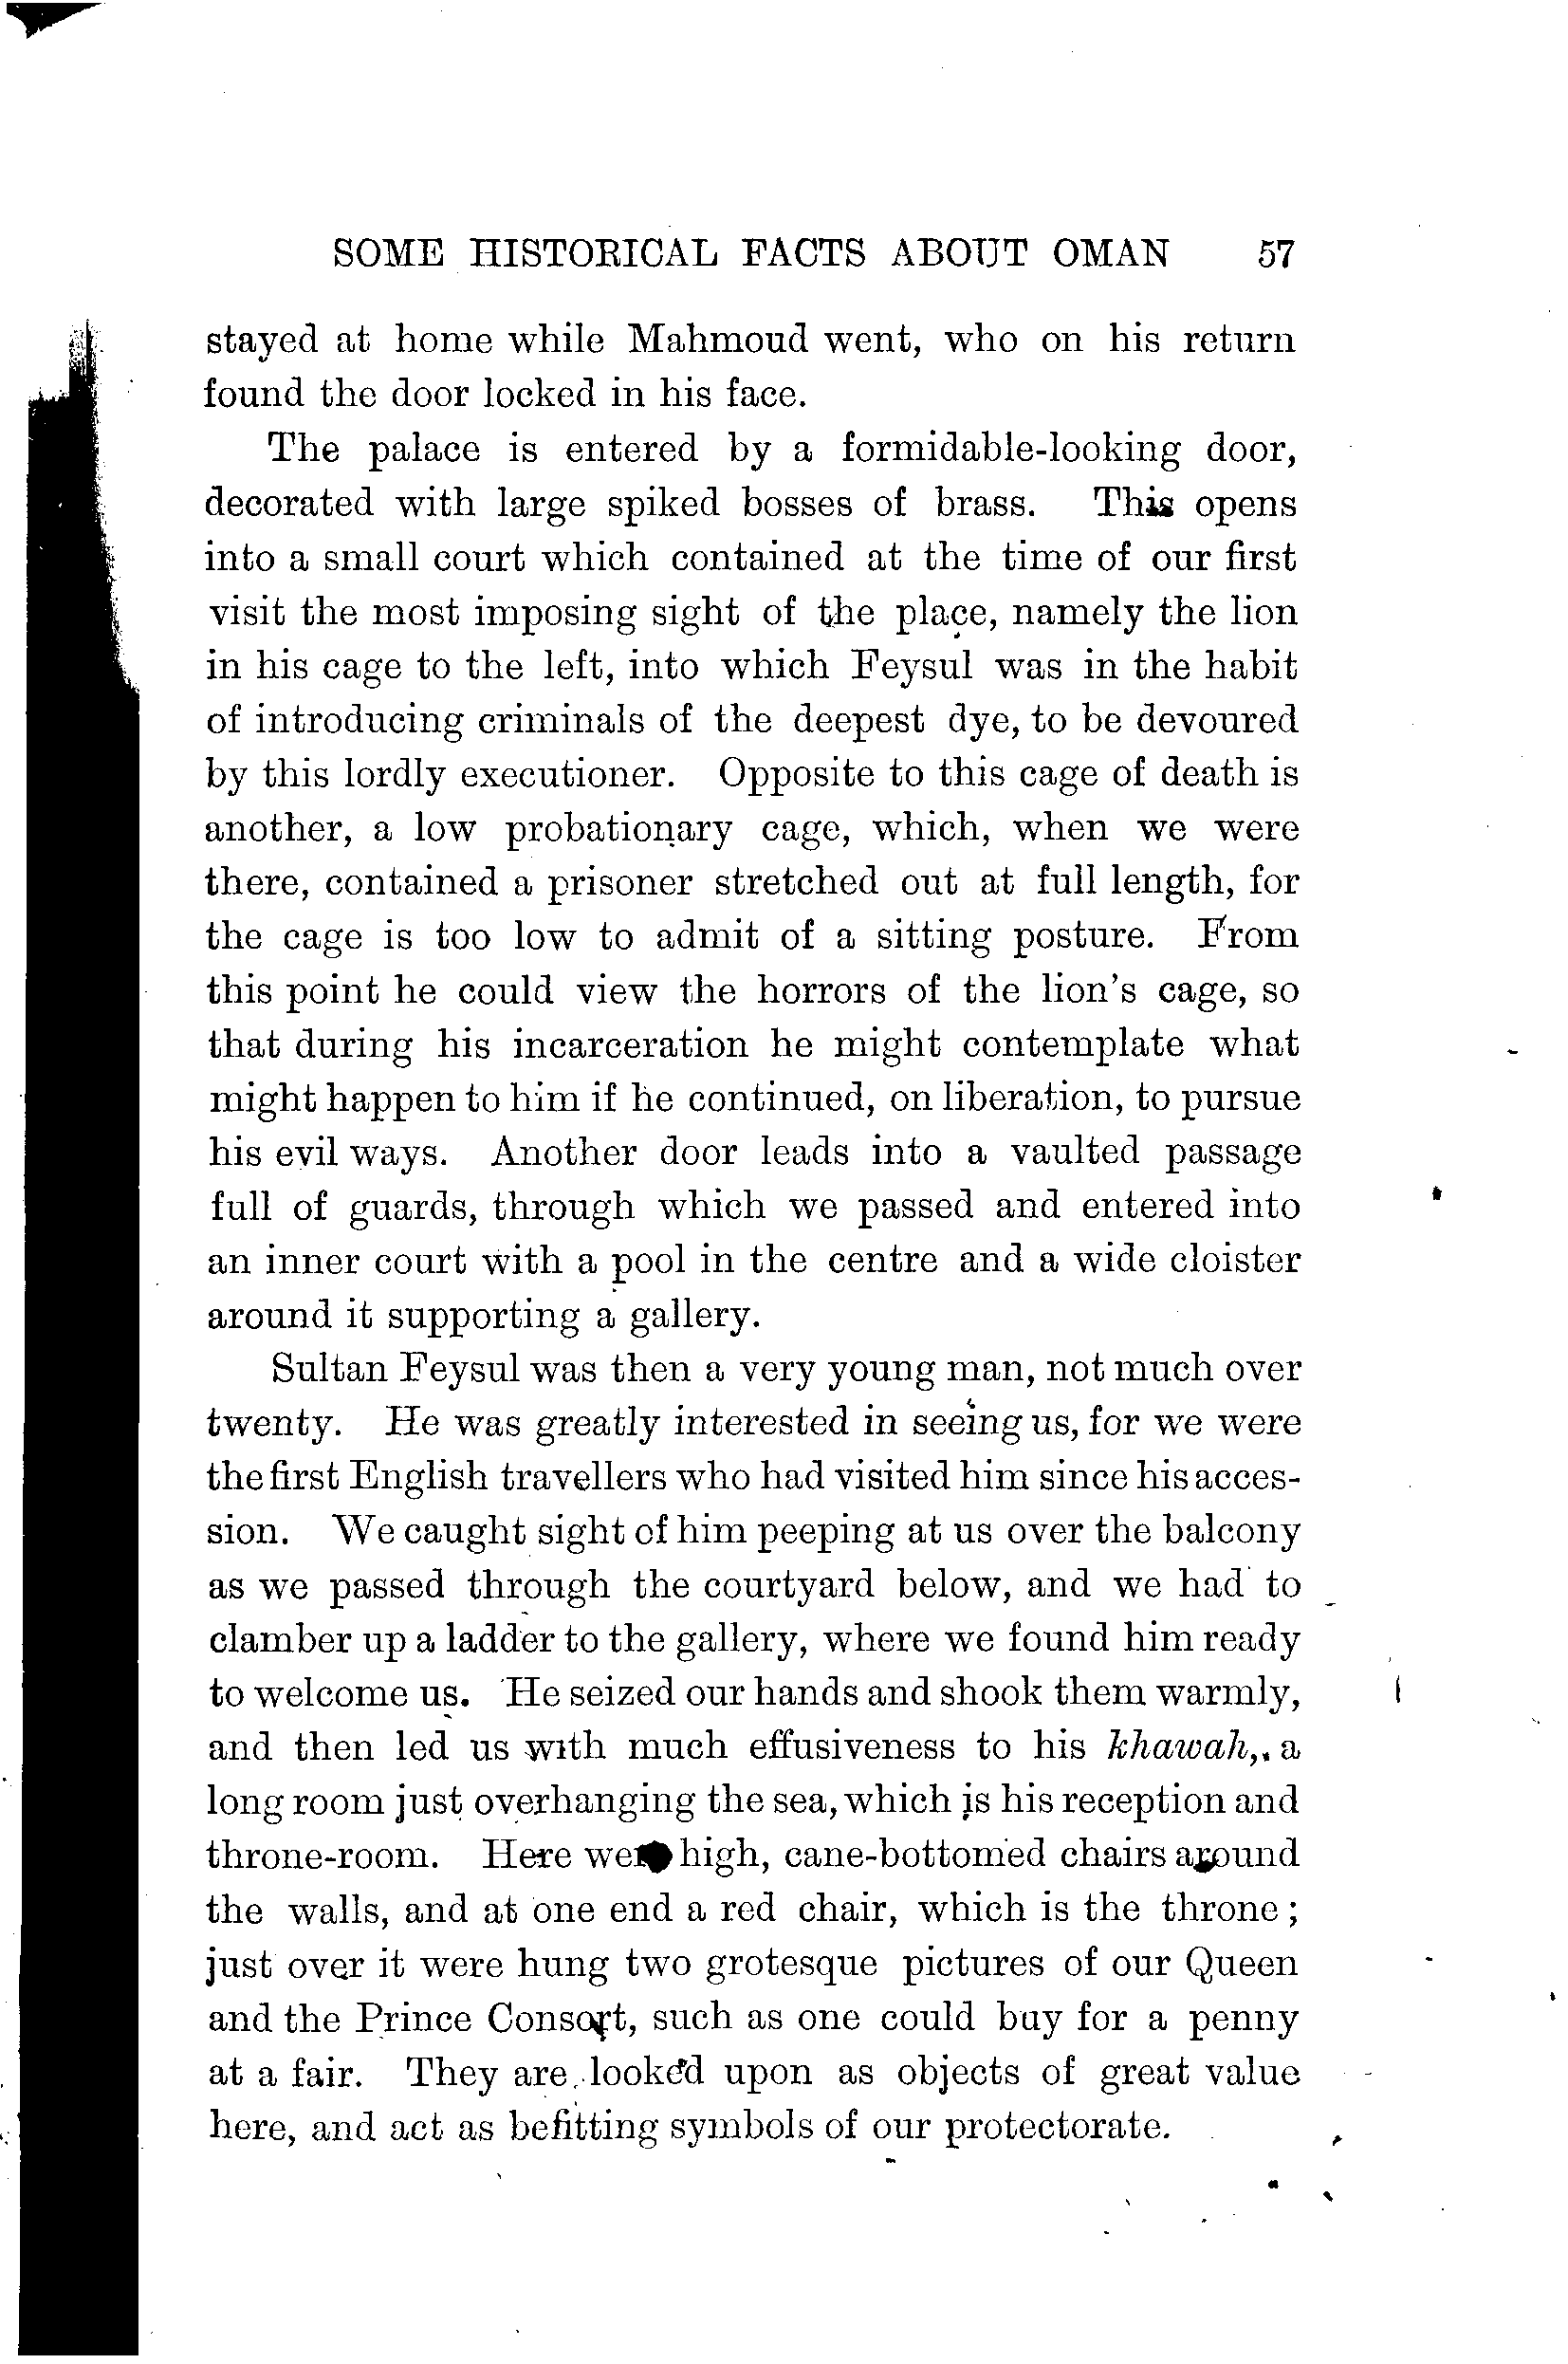 SOME HISTORICAL FACTS ABOUT OMAN 57
stayed at home while Mahmoud went, who on his return
found the door locked in his face.
The palace is entered by a formidable-looking door,
decorated with large spiked bosses of brass. This opens
into a small court which contained at the time of our first
visit the most imposing sight of the place, namely the lion
in his cage to the left, into which Feysul was in the habit
of introducing criminals of the deepest dye, to be devoured
by this lordly executioner. Opposite to this cage of death is
another, a low probationary cage, which, when we were
there, contained a prisoner stretched out at full length, for
the cage is too low to admit of a sitting posture. From
this point he could view the horrors of the lion's cage, so
that during his incarceration he might contemplate what
might happen to him if he continued, on liberation, to pursue
his evil ways. Another door leads into a vaulted passage
full of guards, through which we passed and entered into
an inner court with a pool in the centre and a wide cloister
around it supporting a gallery.
Sultan Feysul was then a very young man, not much over
twenty. He was greatly interested in seeing us, for we were
the first English travellers who had visited him since his acces-
sion. We caught sight of him peeping at us over the balcony
as we passed through the courtyard below, and we had to
clamber up a ladder to the gallery, where we found him ready
to welcome us. He seized our hands and shook them warmly,
and then led us with much effusiveness to his khawah, a
long room just overhanging the sea, which is his reception and
throne-room. Here were high, cane-bottomed chairs around
the walls, and at one end a red chair, which is the throne;
just over it were hung two grotesque pictures of our Queen
and the Prince Consort, such as one could buy for a penny
at a fair. They are looked upon as objects of great value
here, and act as befitting symbols of our protectorate.